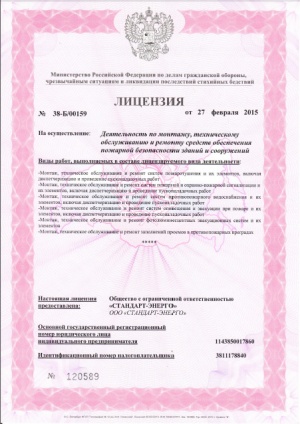 Министерство Российской Федерации по делам гражданской обороны,
чрезвычайным ситуациям и ликвидации последствий стихийных бедствий
ЛИЦЕНЗИЯ
№ 38-Б/00159 от 27 февраля 2015
На осуществление: Деятельность по монтажу, техническому
обслуживанию и ремонту средств обеспечения
пожарной безопасности зданий и сооружений
Виды работ, выполняемых в составе лицензируемого вида деятельности:
-Монтаж, техническое обслуживание и ремонт систем пожаротушения и их элементов, включая
диспетчеризацию и проведение пусконаладочных работ
-Монтаж, техническое обслуживание и ремонт систем пожарной и охранно-пожарной сигнализации и
их элементов, включая диспетчеризацию и проведение пусконаладочных работ
-Монтаж, техническое обслуживание и ремонт систем противопожарного водоснабжения и
их элементов, включая диспетчеризацию и проведение пусконаладочных работ
-Монтаж, техническое обслуживание и ремонт систем оповещения и эвакуации при пожаре и их
элементов, включая диспетчеризацию и проведение пусконаладочных работ
-Монтаж, техническое обслуживание и ремонт фотолюминесцентных эвакуационных систем и их
элементов
-Монтаж, техническое обслуживание и ремонт заполнений проемов в противопожарных преградах
*****
Настоящая лицензия Общество с ограниченной ответственностью
предоставлена: «СТАНДАРТ-ЭНЕРГО»
ООО «СТАНДАРТ-ЭНЕРГО»
Основной государственный регистрационный
номер юридического лица
индивидуального предпринимателя 1143850017860
Идентификационный номер налогоплательщика 3811178840
№ 120589